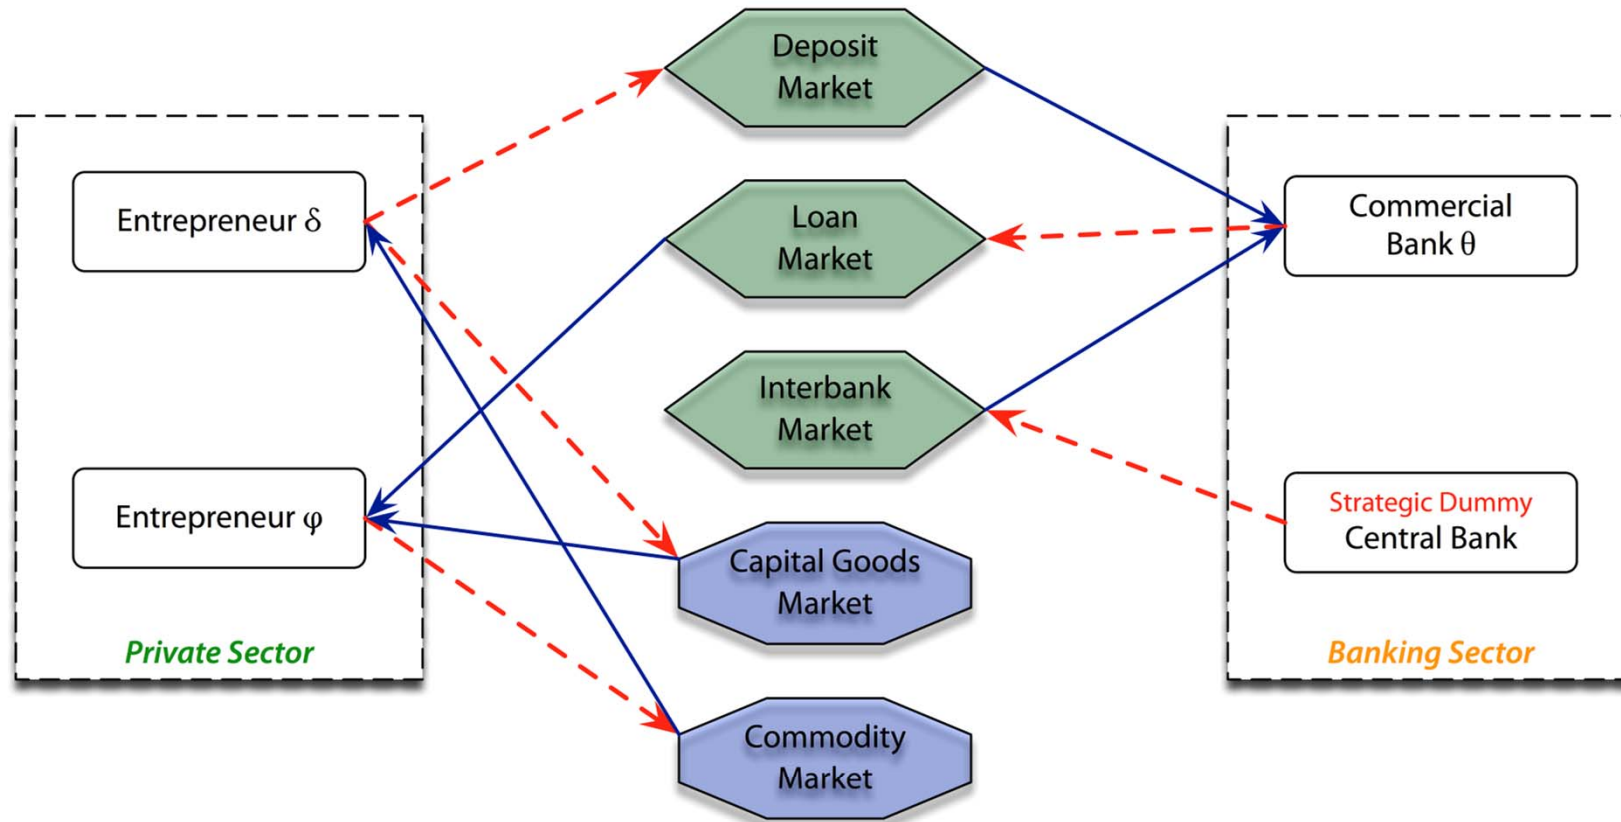 Deposit
Market
Entrepreneur δ
Loan
Market
Commercial
Bank θ
Interbank
Market
Entrepreneur φ
Strategic Dummy
Central Bank
Capital Goods
Market
Private Sector
Banking Sector
Commodity
Market